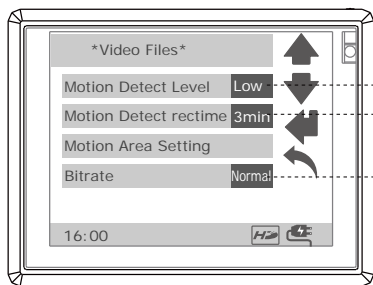 *Video Files*
Motion Detect Level Low
Motion Detect rectime 3min
Motion Area Setting
Bitrate Normal
16:00